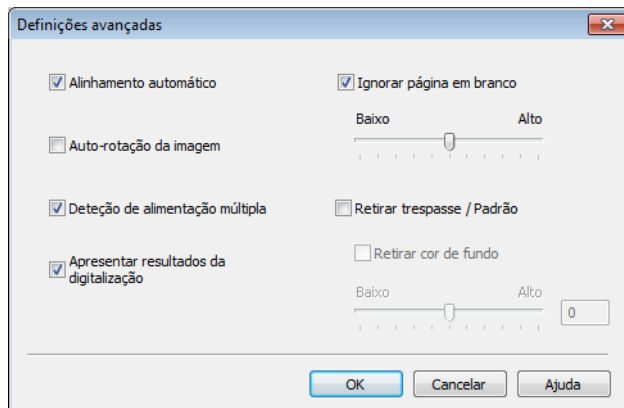 Definições avançadas
Alinhamento automático
Ignorar página em branco
Baixo Alto
Auto-rotação da imagem
Deteção de alimentação múltipla
Retirar trespasse / Padrão
Apresentar resultados da
digitalização
Retirar cor de fundo
Baixo Alto
0
OK Cancelar Ajuda